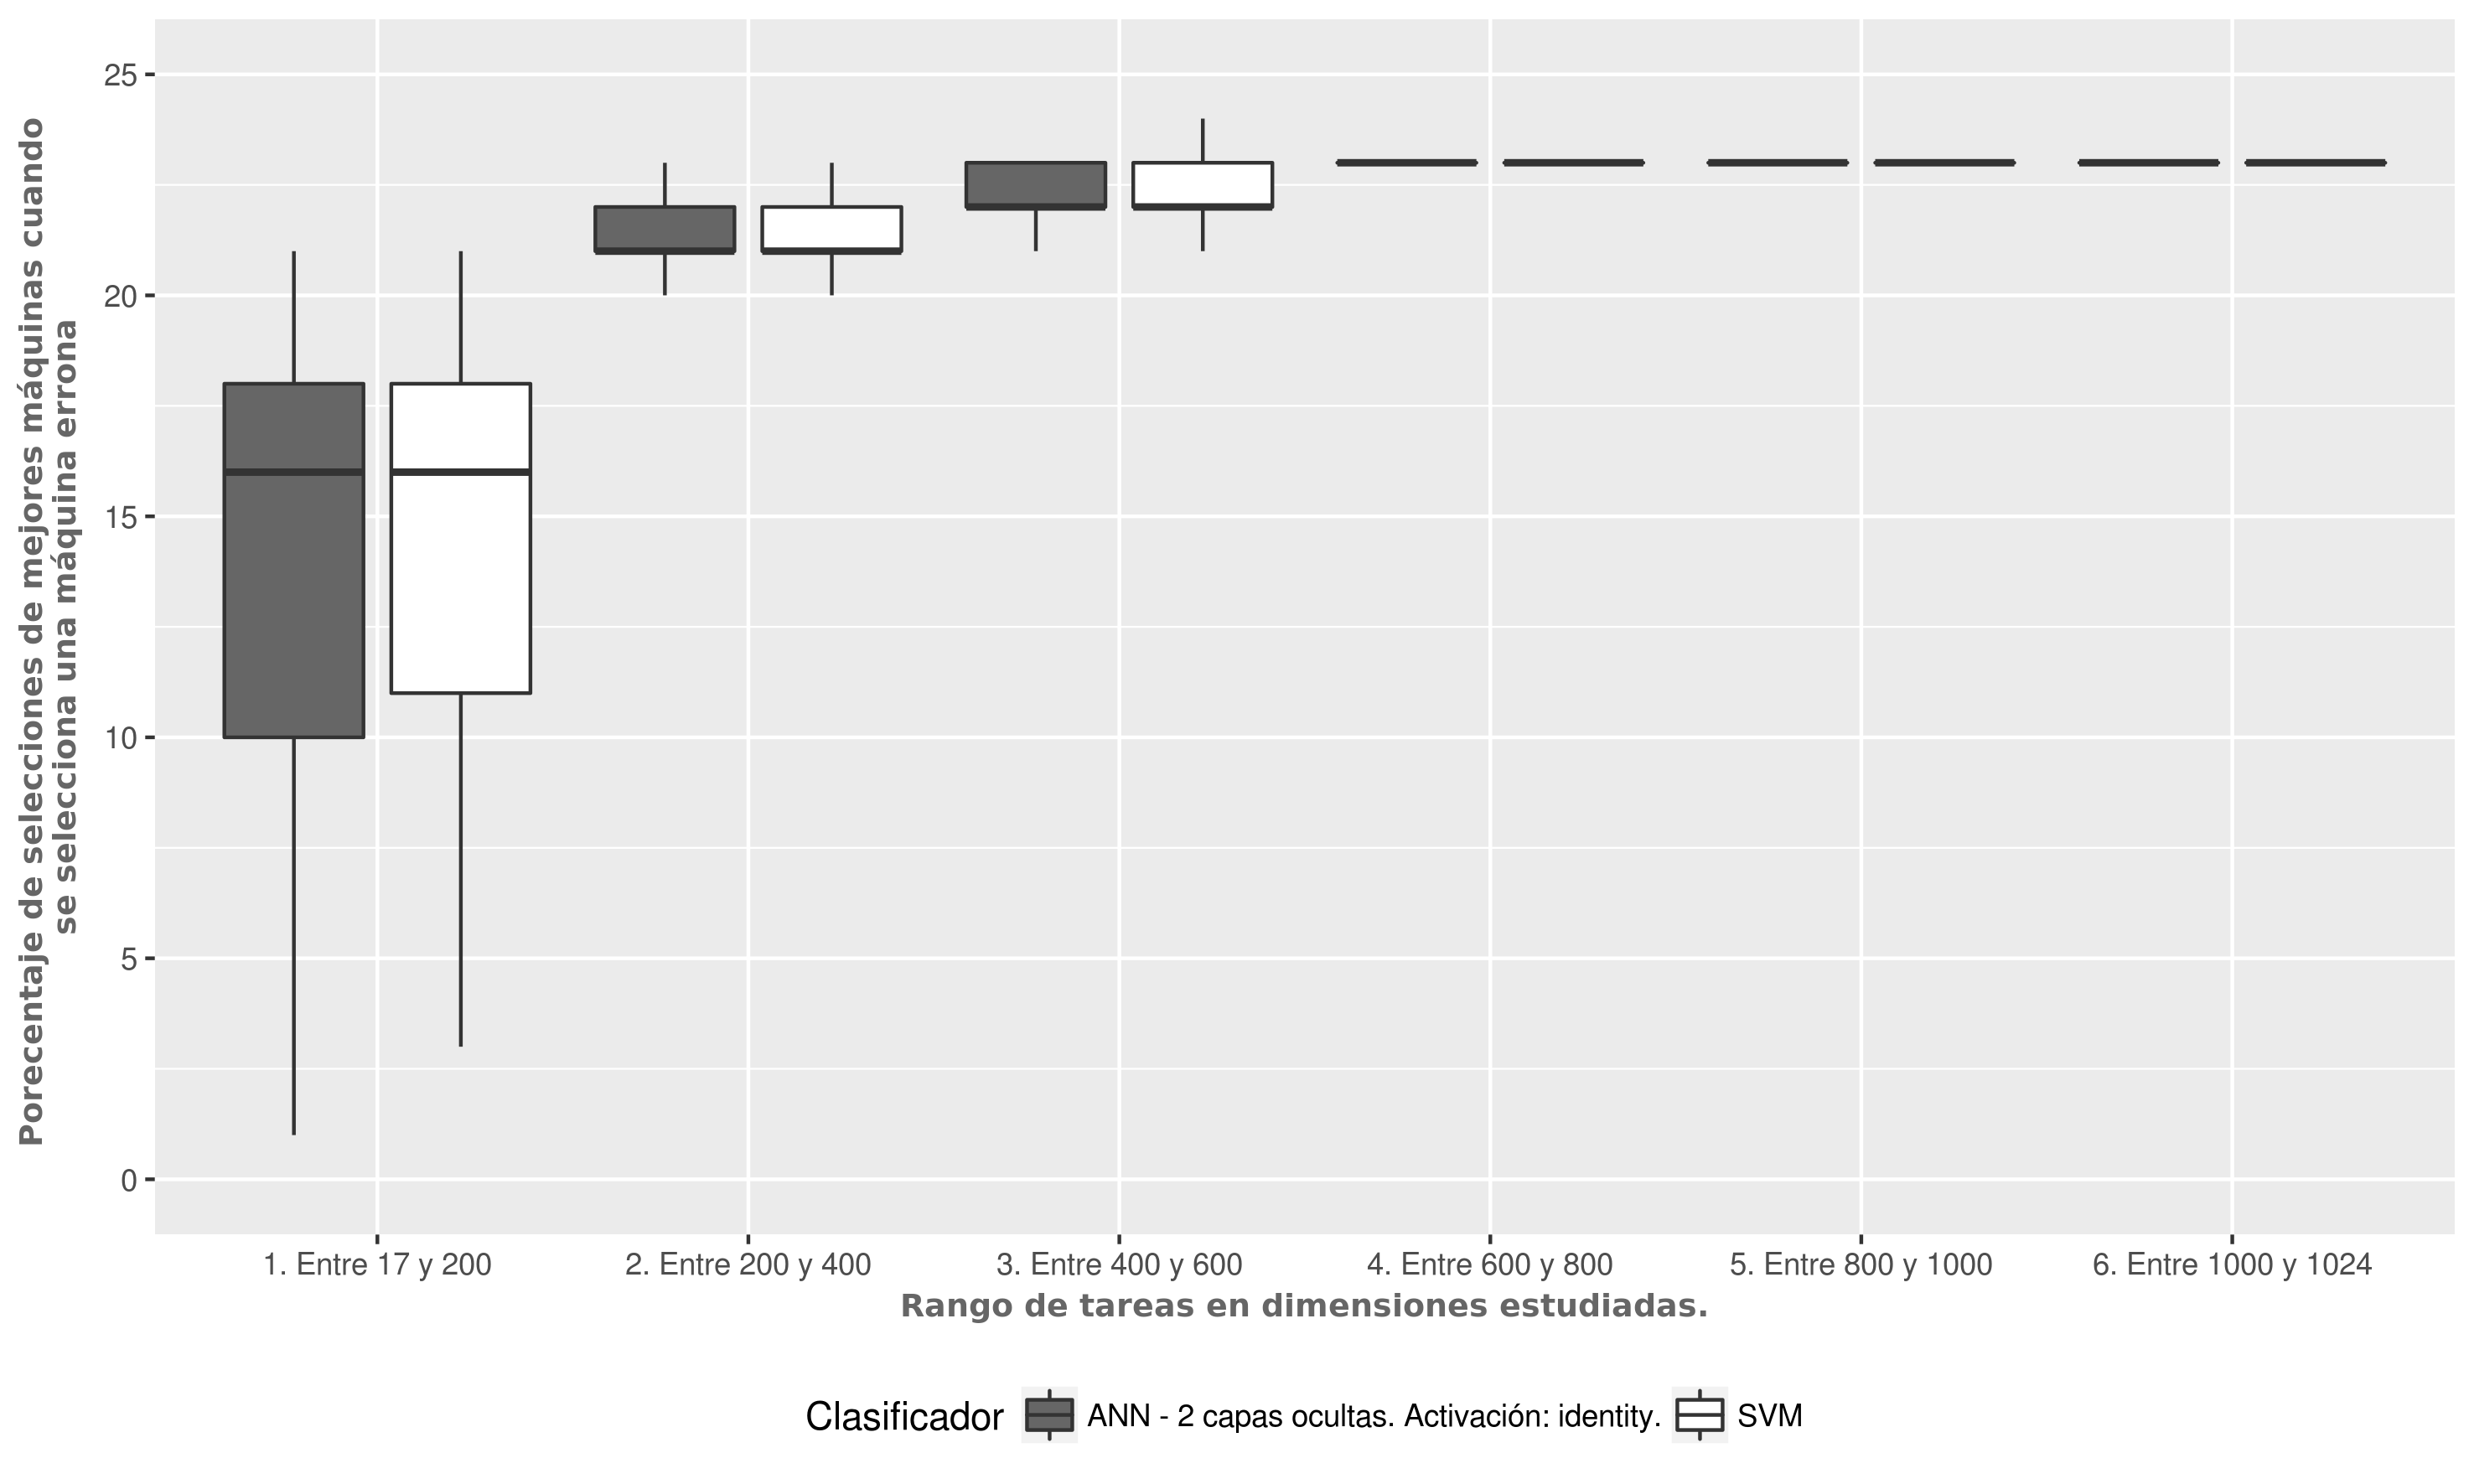 Porecentaje de selecciones de mejores máquinas cuando
se selecciona una máquina errona
25
20
15
10
5
0
1. Entre 17 y 200
2. Entre 200 y 400
3. Entre 400 y 600
4. Entre 600 y 800
5. Entre 800 y 1000
6. Entre 1000 y 1024
Rango de tareas en dimensiones estudiadas.
Clasificador
ANN - 2 capas ocultas. Activación: identity.
SVM